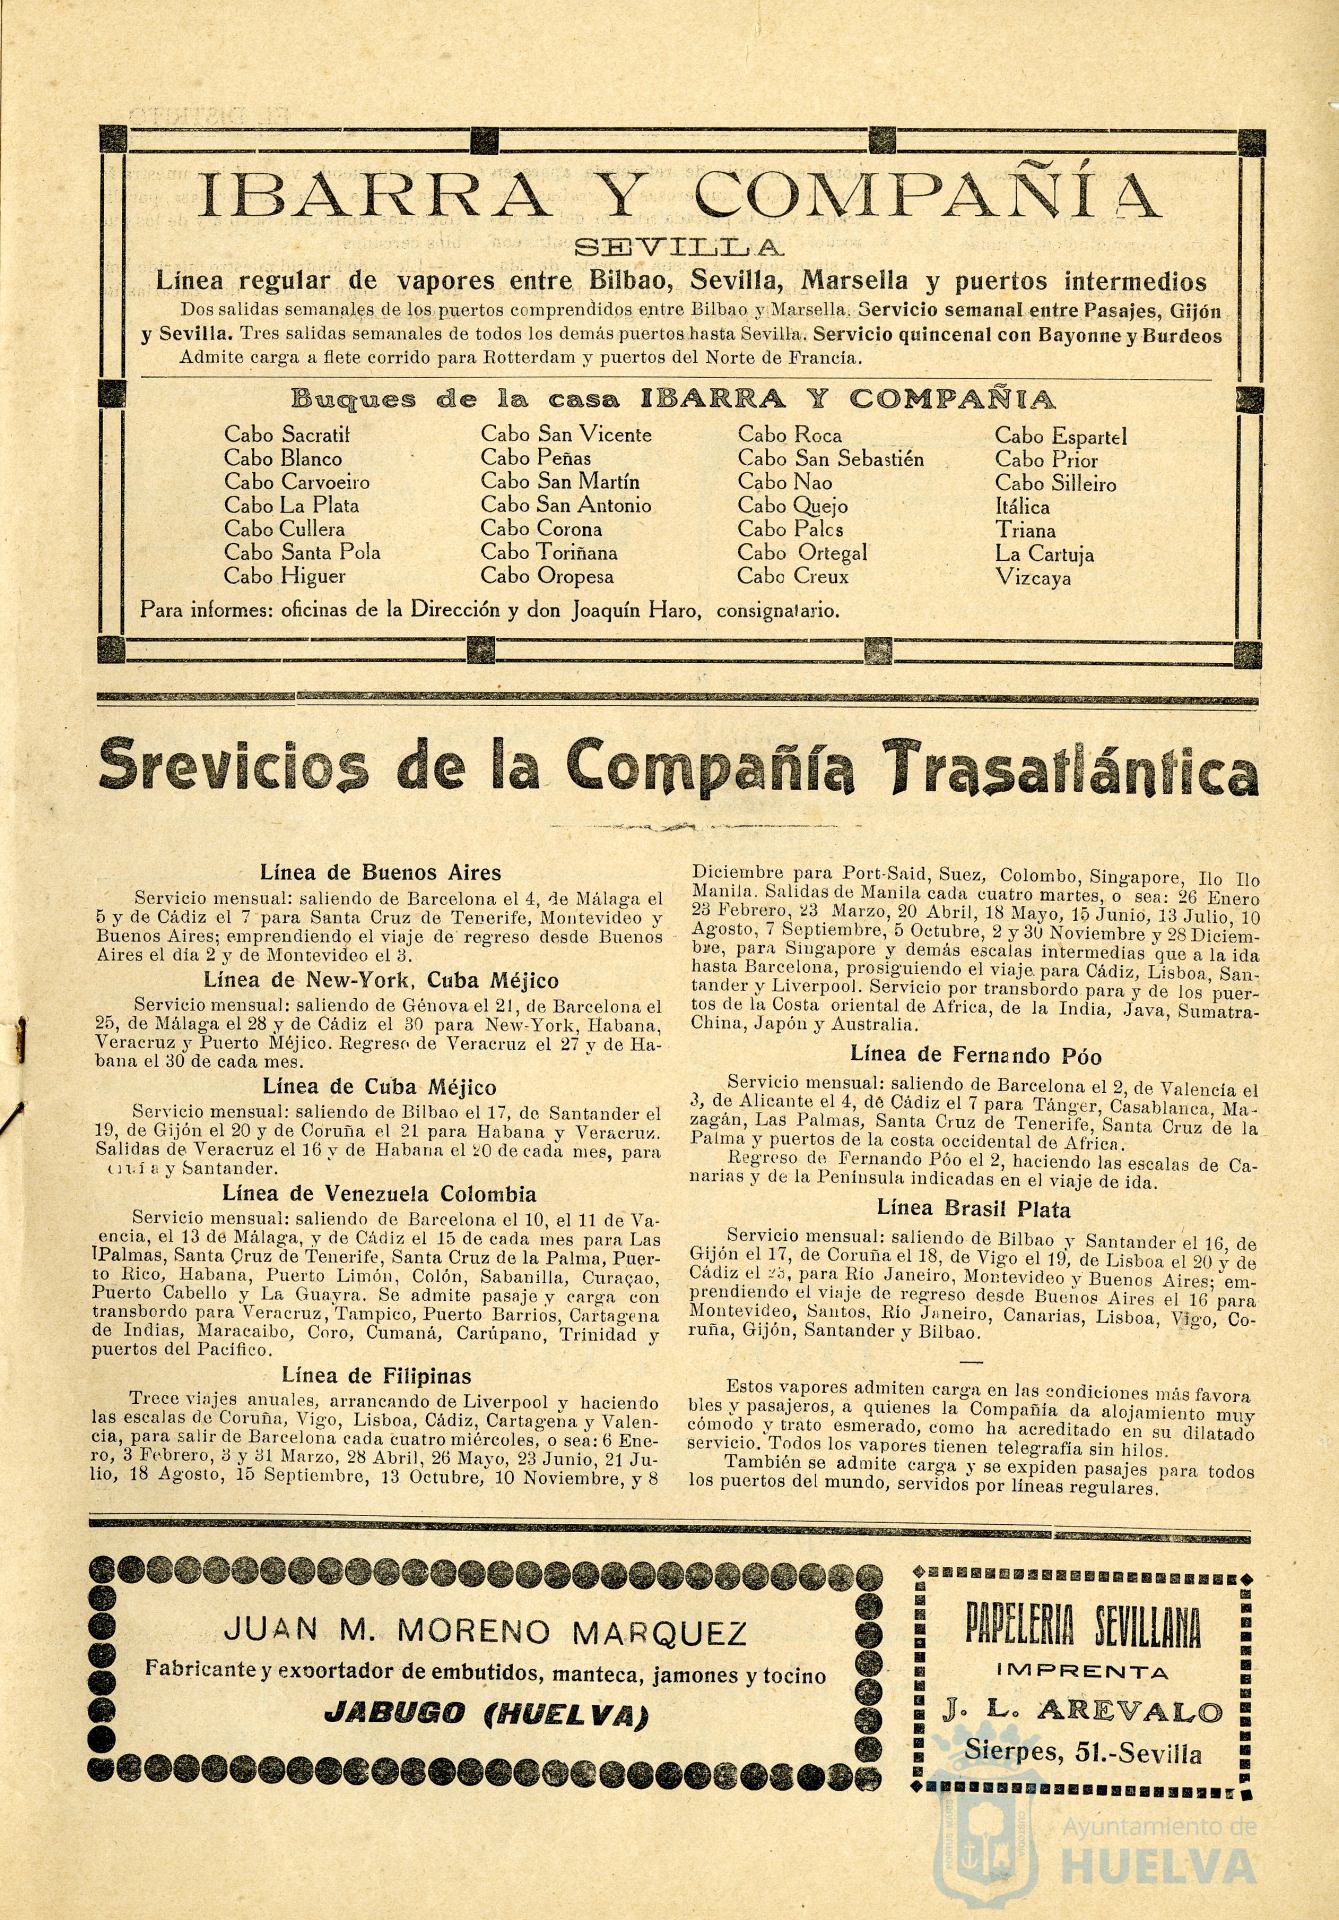 IBARRA Y COMPAÑÍA
SEVILLA
Línea regular de vapores entre Bilbao, Sevilla, Marsella y puertos intermedios
Dos salidas semanales de los puertos comprendidos entre Bilbao y Marsella. Servicio semanal entre Pasajes, Gijón
y Sevilla. Tres salidas semanales de todos los demás puertos hasta Sevilla. Servicio quincenal con Bayonne y Burdeos
Admite carga a flete corrido para Rotterdam y puertos del Norte de Francia.
Buques de la casa IBARRA Y COMPAÑIA
Cabo Sacratif
Cabo Blanco
Cabo Carvoeiro
Cabo La Plata
Cabo Cullera
Cabo Santa Pola
Cabo Higuer
Cabo San Vicente
Cabo Peñas
Cabo San Martín
Cabo San Antonio
Cabo Corona
Cabo Toriñana
Cabo Oropesa
Cabo Roca
Cabo San Sebastién
Cabo Nao
Cabo Quejo
Cabo Palcs
Cabo Ortegal
Cabo Creux
Cabo Espartel
Cabo Prior
Cabo Silleiro
Itálica
Triana
La Cartuja
Vizcaya
Para informes: oficinas de la Dirección y don Joaquín Haro, consignatario.
Srevicios de la Compañía Trasatlántica
Línea de Buenos Aires
Servicio mensual: saliendo de Barcelona el 4, de Málaga el
5 y de Cádiz el 7 para Santa Cruz de Tenerife, Montevideo y
Buenos Aires; emprendiendo el viaje de regreso desde Buenos
Aires el día 2 y de Montevideo el 3.
Línea de New-York, Cuba Méjico
Servicio mensual: saliendo de Génova el 21, de Barcelona el
25, de Málaga el 28 y de Cádiz el 30 para New-York, Habana,
Veracruz y Puerto Méjico. Regreso de Veracruz el 27 y de Ha-
bana el 30 de cada mes.
Línea de Cuba Méjico
Servicio mensual: saliendo de Bilbao el 17, de Santander el
19, de Gijón el 20 y de Coruña el 21 para Habana y Veracruz.
Salidas de Veracruz el 16 y de Habana el 20 de cada mes, para
y Santander.
Línea de Venezuela Colombia
Servicio mensual: saliendo de Barcelona el 10, el 11 de Va-
encia, el 13 de Málaga, y de Cádiz el 15 de cada mes para Las
lPalmas, Santa Cruz de Tenerife, Santa Cruz de la Palma, Puer-
to Rico, Habana, Puerto Limón, Colón, Sabanilla, Curaçao,
Puerto Cabello y La Guayra. Se admite pasaje y carga con
transbordo para Veracruz, Tampico, Puerto Barrios, Cartagena
de Indias, Maracaibo, Coro, Cumaná, Carúpano, Trinidad y
puertos del Pacífico.
Línea de Filipinas
Trece viajes anuales, arrancando de Liverpool y haciendo
las escalas de Coruña, Vigo, Lisboa, Cádiz, Cartagena y Valen-
cia, para salir de Barcelona cada cuatro miércoles, o sea: 6 Ene-
ro, 3 Febrero, 3 y 31 Marzo, 28 Abril, 26 Mayo, 23 Junio, 21 Ju-
lio, 18 Agosto, 15 Septiembre, 13 Octubre, 10 Noviembre, y 8
Diciembre para Port-Said, Suez, Colombo, Singapore, Ilo Ilo
Manila. Salidas de Manila cada cuatro martes, o sea: 26 Enero
23 Febrero, 23 Marzo, 20 Abril, 18 Mayo, 15 Junio, 13 Julio, 10
Agosto, 7 Septiembre, 5 Octubre, 2 y 30 Noviembre y 28 Diciem-
bre, para Singapore y demás escalas intermedias que a la ida
hasta Barcelona, prosiguiendo el viaje para Cádiz, Lisboa, San-
tander y Liverpool. Servicio por transbordo para y de los puer-
tos de la Costa oriental de Africa, de la India, Java, Sumatra-
China, Japón y Australia.
Línea de Fernando Póo
Servicio mensual: saliendo de Barcelona el 2, de Valencía el
3, de Alicante el 4, de Cádiz el 7 para Tánger, Casablanca, Ma-
zagán, Las Palmas, Santa Cruz de Tenerife, Santa Cruz de la
Palma y puertos de la costa occidental de Africa.
Regreso de Fernando Póo el 2, haciendo las escalas de Ca-
narias y de la Península indicadas en el viaje de ida.
Línea Brasil Plata
Servicio mensual: saliendo de Bilbao y Santander el 16, de
Gijón el 17, de Coruña el 18, de Vigo el 19, de Lisboa el 20 y de
Cádiz el 23, para Río Janeiro, Montevideo y Buenos Aires; em-
prendiendo el viaje de regreso desde Buenos Aires el 16 para
Montevideo, Santos, Río Janeiro, Canarias, Lisboa, Vigo, Co-
ruña, Gijón, Santander y Bilbao.
Estos vapores admiten carga en las condiciones más favora
bles y pasajeros, a quienes la Compañía da alojamiento muy
cómodo y trato esmerado, como ha acreditado en su dilatado
servicio. Todos los vapores tienen telegrafía sin hilos.
También se admite carga y se expiden pasajes para todos
los puertos del mundo, servidos por líneas regulares.
JUAN M. MORENO MARQUEZ
Fabricante y exportador de embutidos, manteca, jamones y tocino
JABUGO (HUELVA)
PAPELERIA SEVILLANA
IMPRENTA
J. L. AREVALO
Sierpes, 51.-Sevilla
Ayuntamiento de
HUELVA